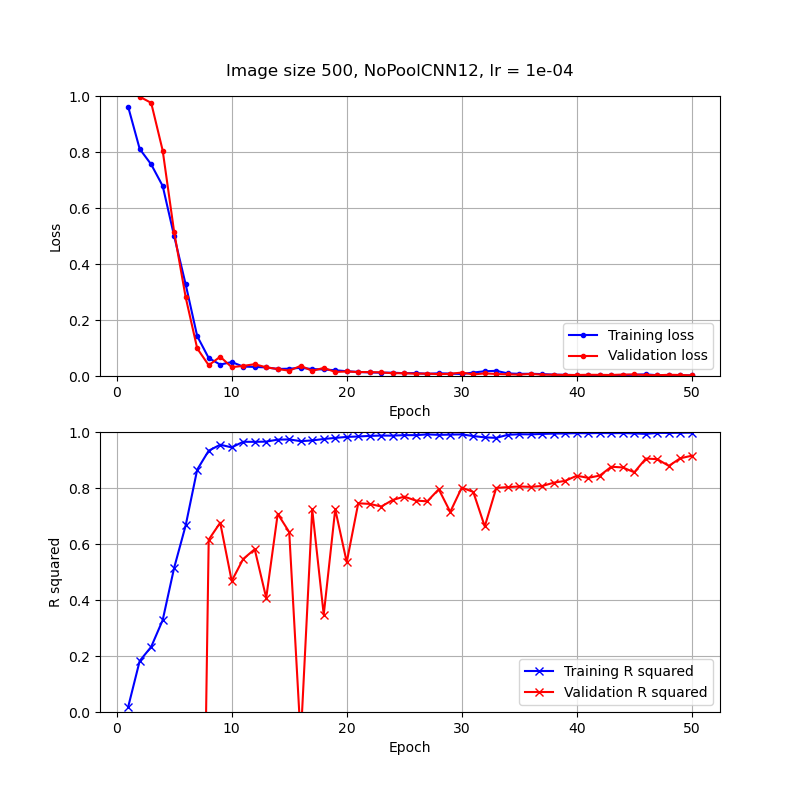 Image size 500, NoPoolCNN12, lr = 1e-04
1.0
0.8
0.6
0.4
0.2
0.0
Loss
0 10 20 30 40 50
Epoch
Training loss
Validation loss
1.0
0.8
0.6
0.4
0.2
0.0
R squared
0 10 20 30 40 50
Epoch
Training R squared
Validation R squared